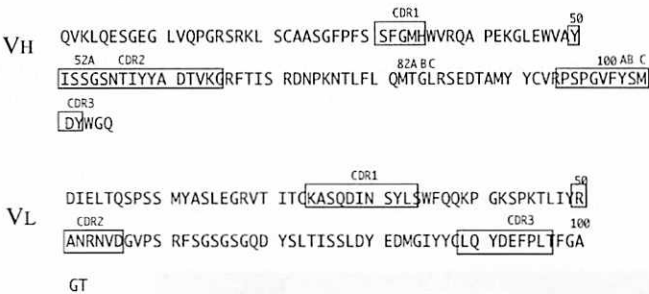 CDR1
50
VH
QVKLQESGEG LVQPGRSRKL SCAASGFPFS SFGMHWVRQA PEKGLEWVAY
52A CDR2 82A B C 100 AB C
ISSGSNTIYYA DTVKGRFTIS RDNPKNTLFL QMTGLRSEDTAMY YCVRPSPGVFYSM
CDR3
DYWGQ
CDR1
50
VL
DIELTQSPSS MYASLEGRVT ITCKASQDIN SYLSWFQQKP GKSPKTLIYR
CDR2 CDR3 100
ANRNVDGVPS RFSGSGSGQD YSLTISSLDY EDMGIYYCLQ YDEFPLTFGA
GT